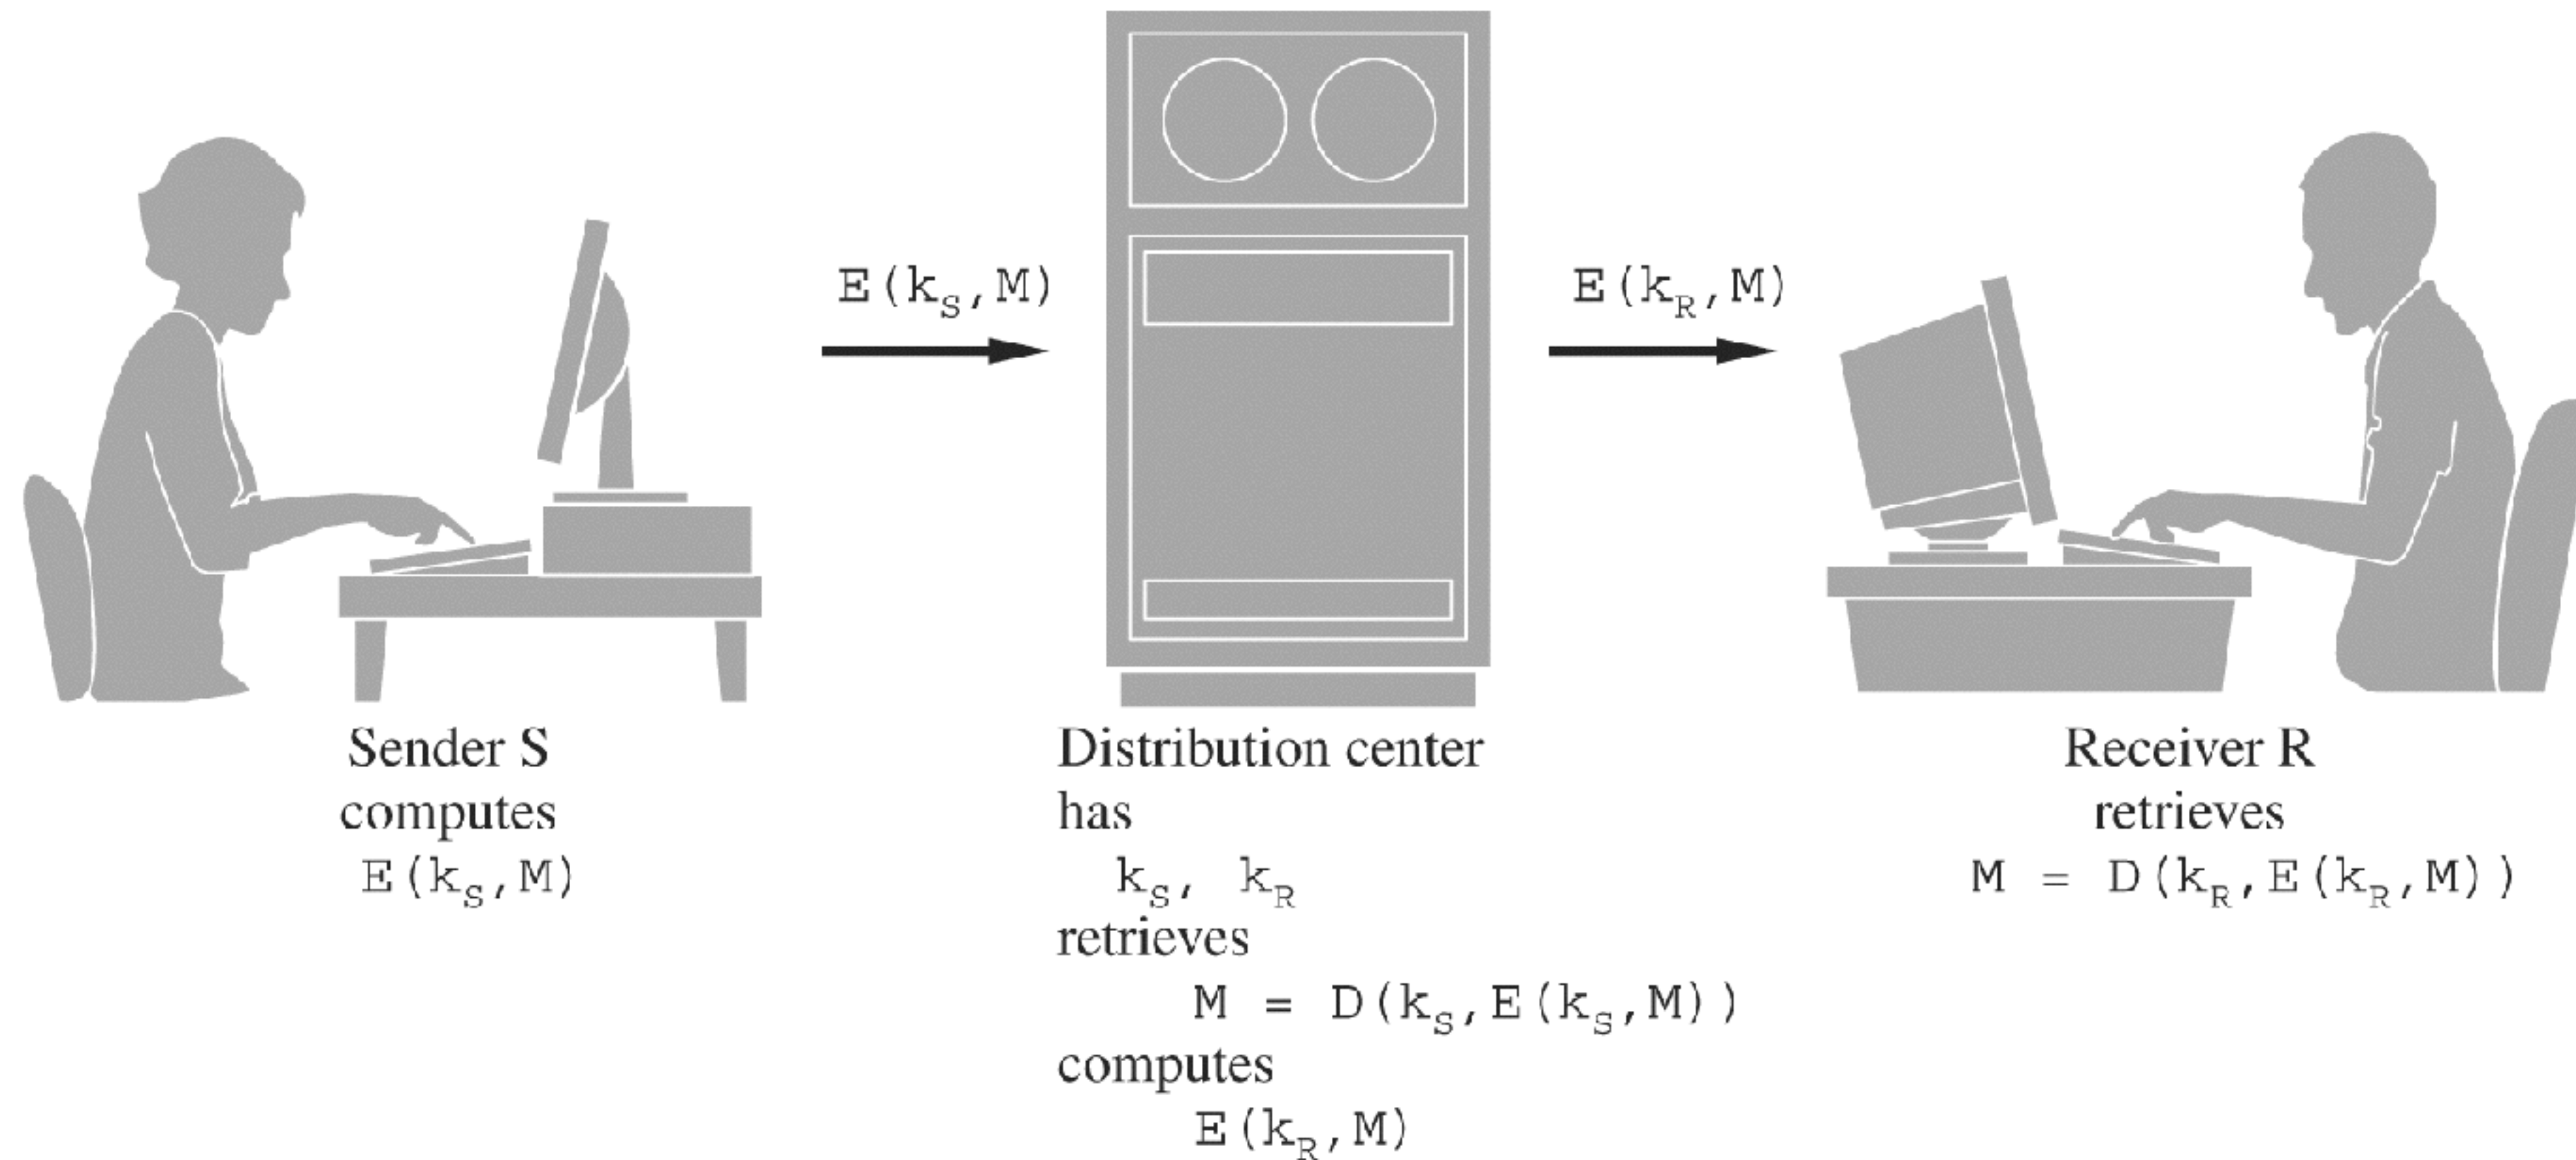 E(kS,M)
E(kR,M)
Sender S
computes
E(kS,M)
Distribution center
has
kS, kR
retrieves
M = D(kS,E(kS,M))
computes
E(kR,M)
Receiver R
retrieves
M = D(kR,E(kR,M))